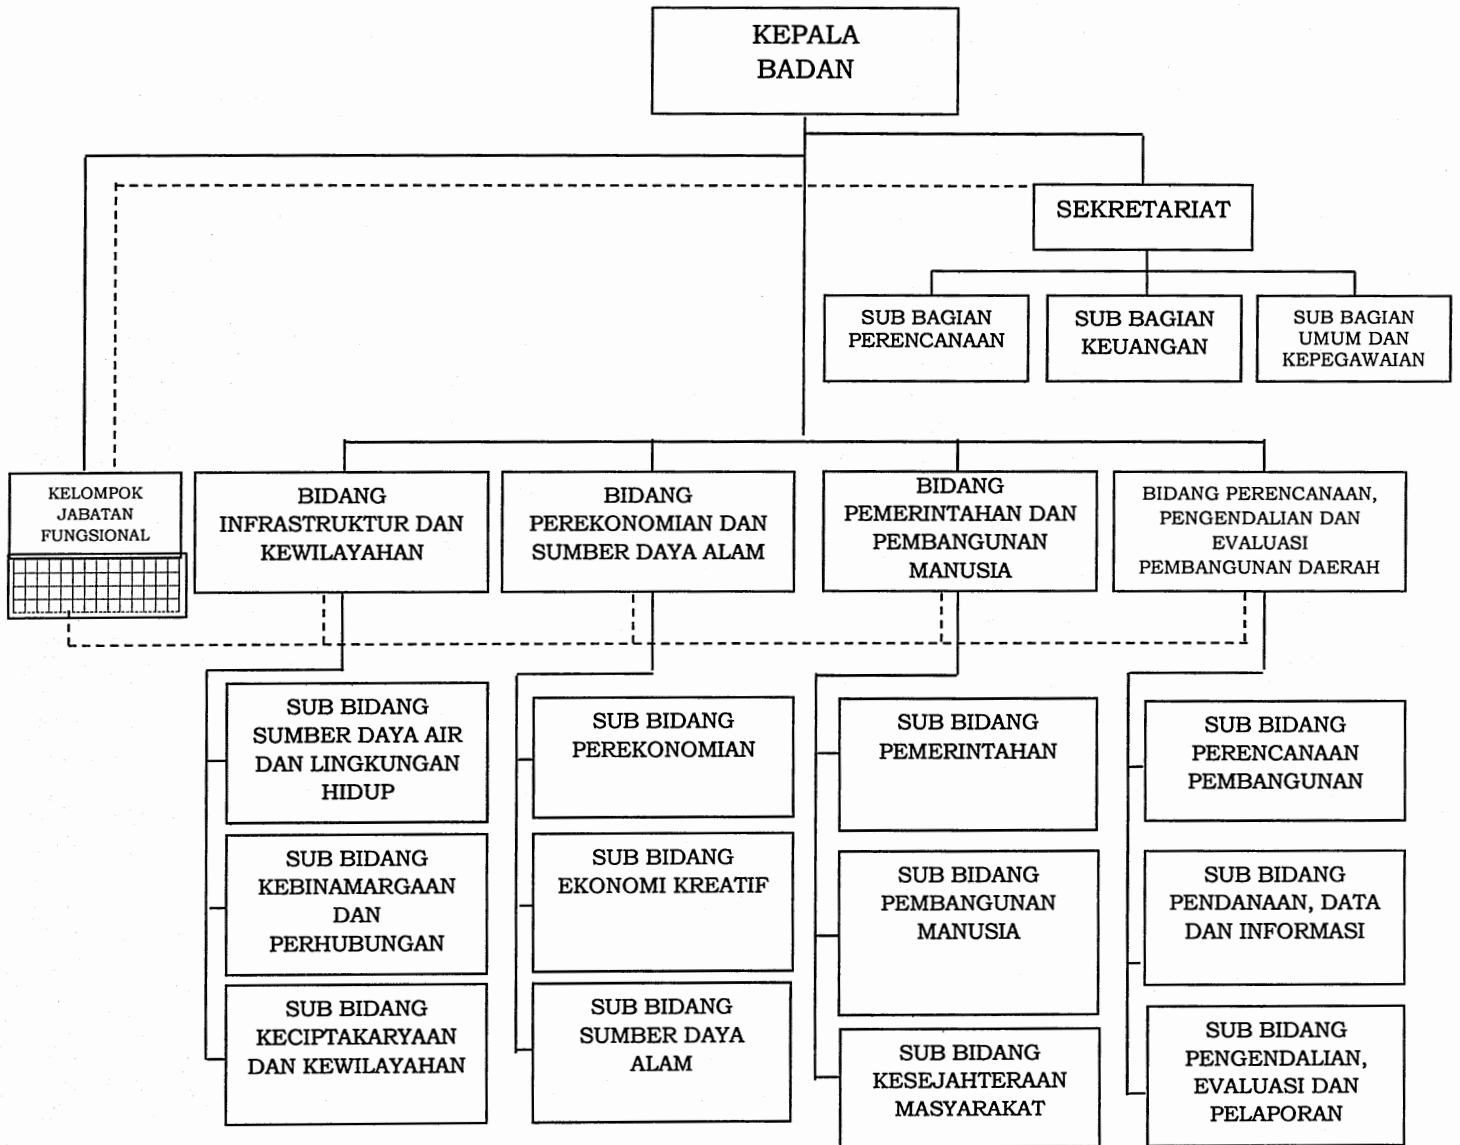 KEPALA
BADAN
SEKRETARIAT
SUB BAGIAN
PERENCANAAN
SUB BAGIAN
KEUANGAN
SUB BAGIAN
UMUM DAN
KEPEGAWAIAN
KELOMPOK
JABATAN
FUNGSIONAL
BIDANG
INFRASTRUKTUR DAN
KEWILAYAHAN
BIDANG
PEREKONOMIAN DAN
SUMBER DAYA ALAM
BIDANG
PEMERINTAHAN DAN
PEMBANGUNAN
MANUSIA
BIDANG PERENCANAAN,
PENGENDALIAN DAN
EVALUASI
PEMBANGUNAN DAERAH
SUB BIDANG
SUMBER DAYA AIR
DAN LINGKUNGAN
HIDUP
SUB BIDANG
KEBINAMARGAAN
DAN
PERHUBUNGAN
SUB BIDANG
KECIPTAKARYAAN
DAN KEWILAYAHAN
SUB BIDANG
PEREKONOMIAN
SUB BIDANG
EKONOMI KREATIF
SUB BIDANG
SUMBER DAYA
ALAM
SUB BIDANG
PEMERINTAHAN
SUB BIDANG
PEMBANGUNAN
MANUSIA
SUB BIDANG
KESEJAHTERAAN
MASYARAKAT
SUB BIDANG
PERENCANAAN
PEMBANGUNAN
SUB BIDANG
PENDANAAN, DATA
DAN INFORMASI
SUB BIDANG
PENGENDALIAN,
EVALUASI DAN
PELAPORAN